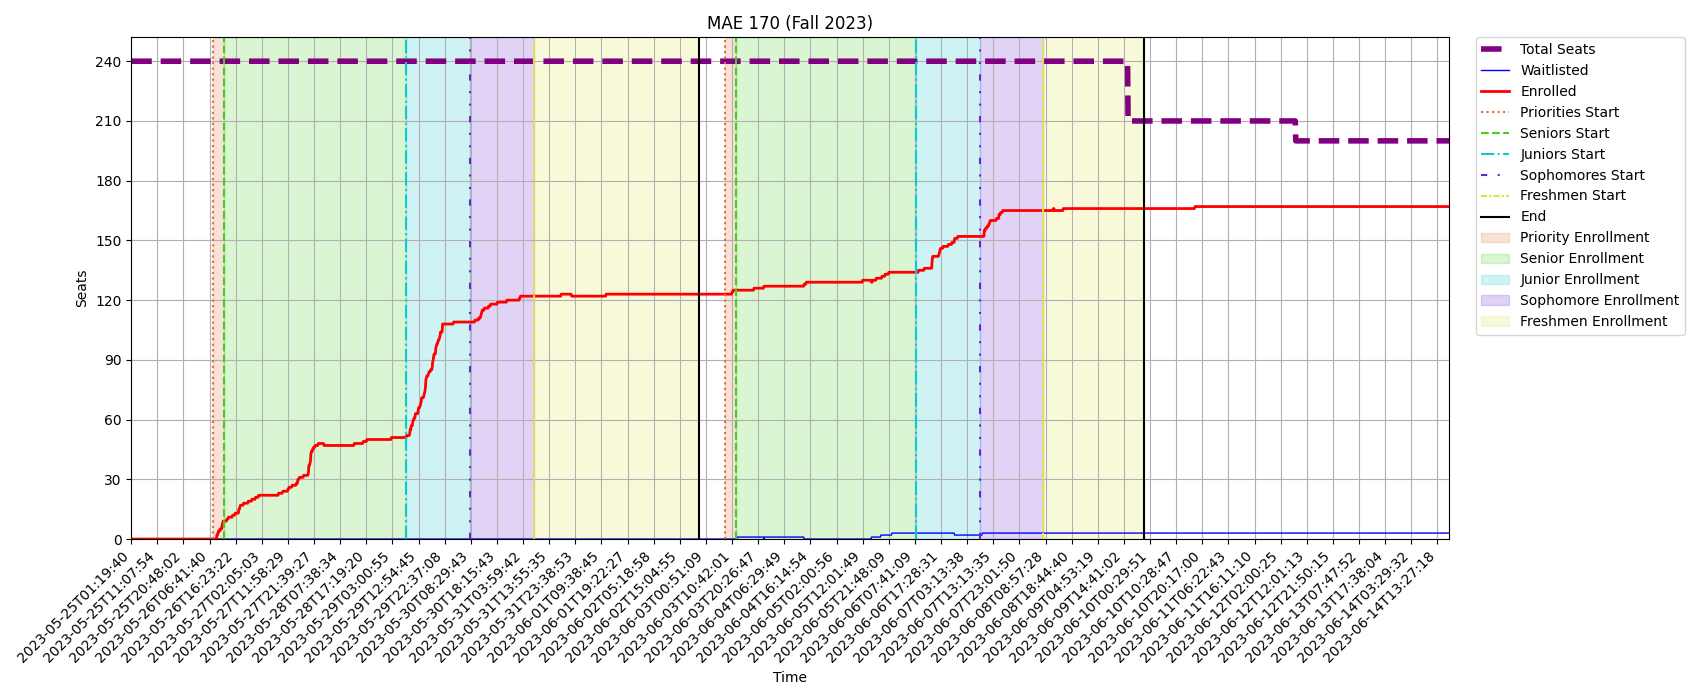 MAE 170 (Fall 2023)
Seats
240
210
180
150
120
90
60
30
0
2023-05-25T01:19:40
2023-05-25T11:07:54
2023-05-25T20:48:02
2023-05-26T06:41:40
2023-05-26T16:23:22
2023-05-27T02:05:03
2023-05-27T11:58:29
2023-05-27T21:39:27
2023-05-28T07:38:34
2023-05-28T17:19:20
2023-05-29T03:00:55
2023-05-29T12:54:45
2023-05-29T22:37:08
2023-05-30T08:29:43
2023-05-30T18:15:43
2023-05-31T03:59:42
2023-05-31T13:55:35
2023-05-31T23:38:53
2023-06-01T09:38:45
2023-06-01T19:22:27
2023-06-02T05:18:58
2023-06-02T15:04:55
2023-06-03T00:51:09
2023-06-03T10:42:01
2023-06-03T20:26:47
2023-06-04T06:29:49
2023-06-04T16:14:54
2023-06-05T02:00:56
2023-06-05T12:01:49
2023-06-05T21:48:09
2023-06-06T07:41:09
2023-06-06T17:28:31
2023-06-07T03:13:38
2023-06-07T13:13:35
2023-06-07T23:01:50
2023-06-08T08:57:28
2023-06-08T18:44:40
2023-06-09T04:53:19
2023-06-09T14:41:02
2023-06-10T00:29:51
2023-06-10T10:28:47
2023-06-10T20:17:00
2023-06-11T06:22:43
2023-06-11T16:11:10
2023-06-12T02:00:25
2023-06-12T12:01:13
2023-06-12T21:50:15
2023-06-13T07:47:52
2023-06-13T17:38:04
2023-06-14T03:29:32
2023-06-14T13:27:18
Time
Total Seats
Waitlisted
Enrolled
Priorities Start
Seniors Start
Juniors Start
Sophomores Start
Freshmen Start
End
Priority Enrollment
Senior Enrollment
Junior Enrollment
Sophomore Enrollment
Freshmen Enrollment